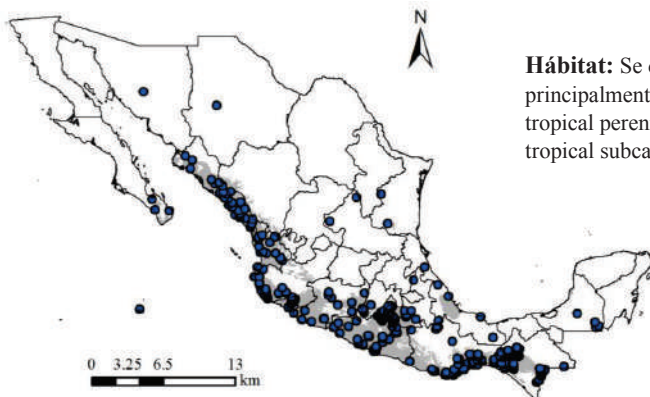 N
Hábitat: Se
principalment
tropical peren
tropical subca
0 3.25 6.5 13
km